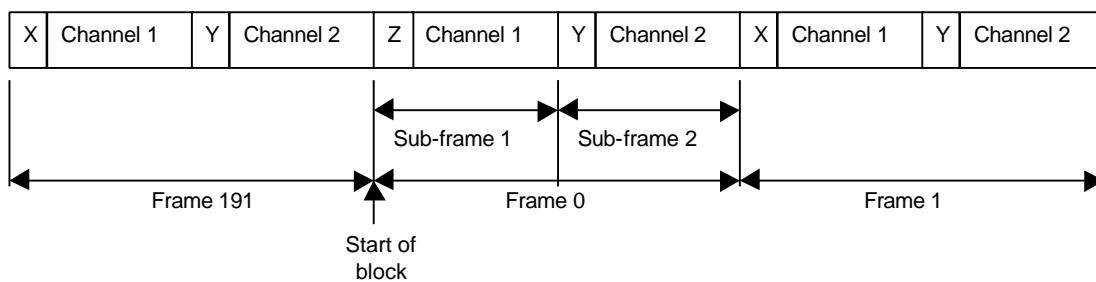 X Channel 1 Y Channel 2 Z Channel 1 Y Channel 2 X Channel 1 Y Channel 2
Sub-frame 1 Sub-frame 2
Frame 191 Frame 0 Frame 1
Start of
block